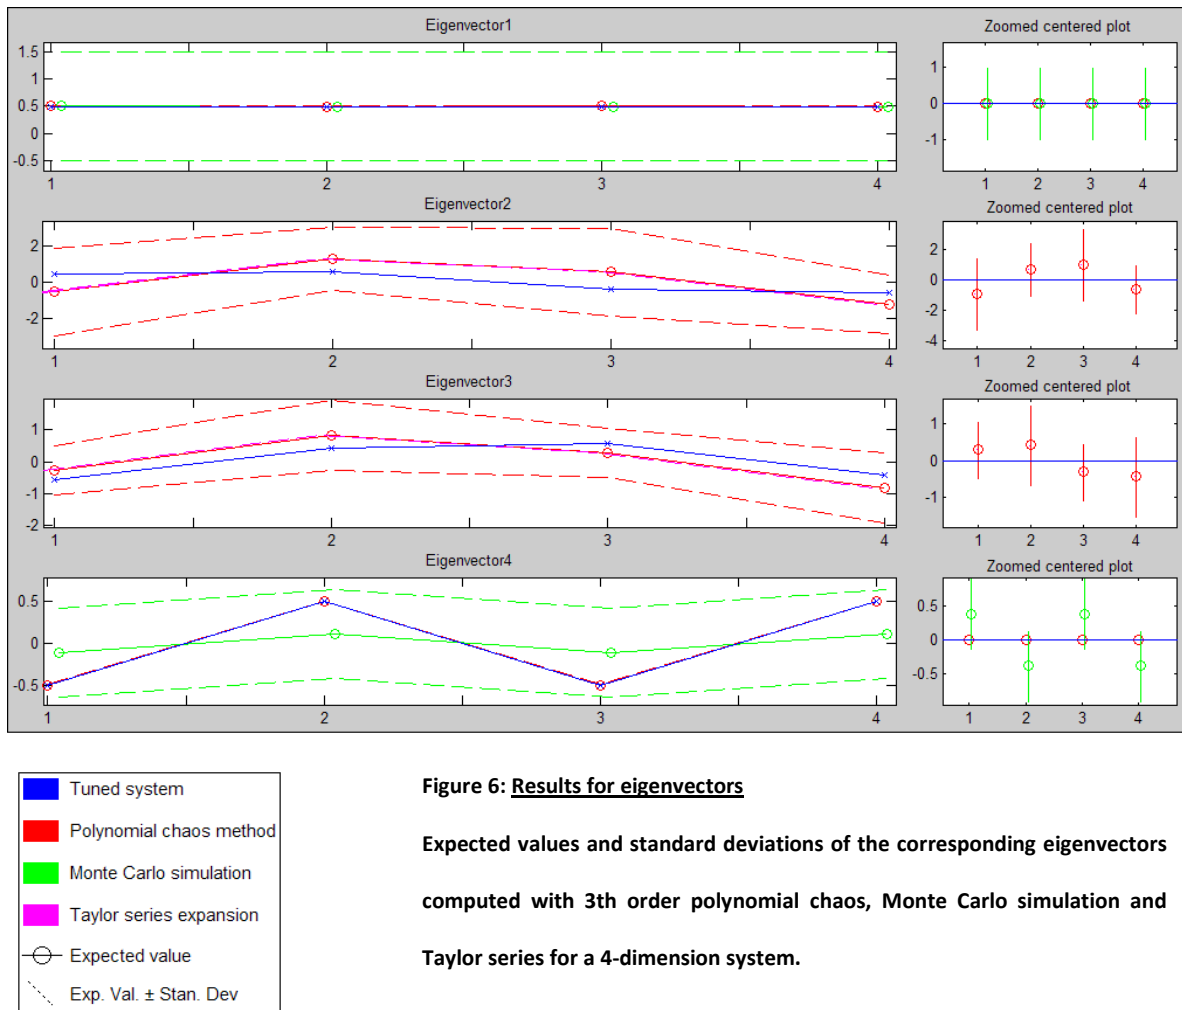 Eigenvector1
Zoomed centered plot
1.5
1
0.5
0
-0.5
1 2 3 4
1
0
-1
1 2 3 4
Eigenvector2
Zoomed centered plot
2
0
-2
1 2 3 4
2
0
-2
-4
1 2 3 4
Eigenvector3
Zoomed centered plot
1
0
-1
-2
1 2 3 4
1
0
-1
1 2 3 4
Eigenvector4
Zoomed centered plot
0.5
0
-0.5
1 2 3 4
0.5
0
-0.5
1 2 3 4
Tuned system
Polynomial chaos method
Monte Carlo simulation
Taylor series expansion
Expected value
Exp. Val. ± Stan. Dev
Figure 6: Results for eigenvectors
Expected values and standard deviations of the corresponding eigenvectors
computed with 3th order polynomial chaos, Monte Carlo simulation and
Taylor series for a 4-dimension system.